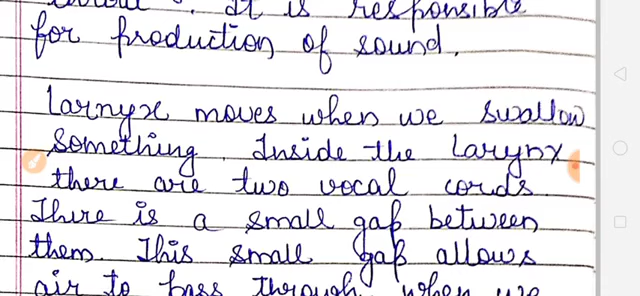 It is responsible
for production of sound.
Larnyx moves when we swallow
something. Inside the Larynx
there are two vocal cords.
There is a small gap between
them. This small gap allows
air to pass through when we